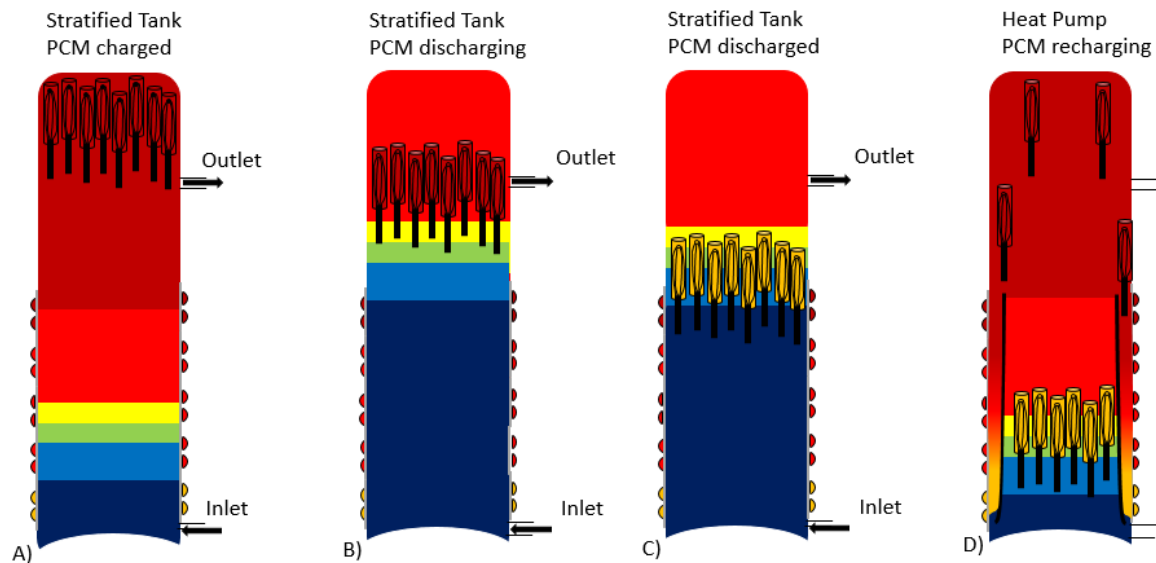 Stratified Tank
PCM charged
Stratified Tank
PCM discharging
Stratified Tank
PCM discharged
Heat Pump
PCM recharging
Outlet
Outlet
Outlet
Inlet
Inlet
Inlet
A)
B)
C)
D)